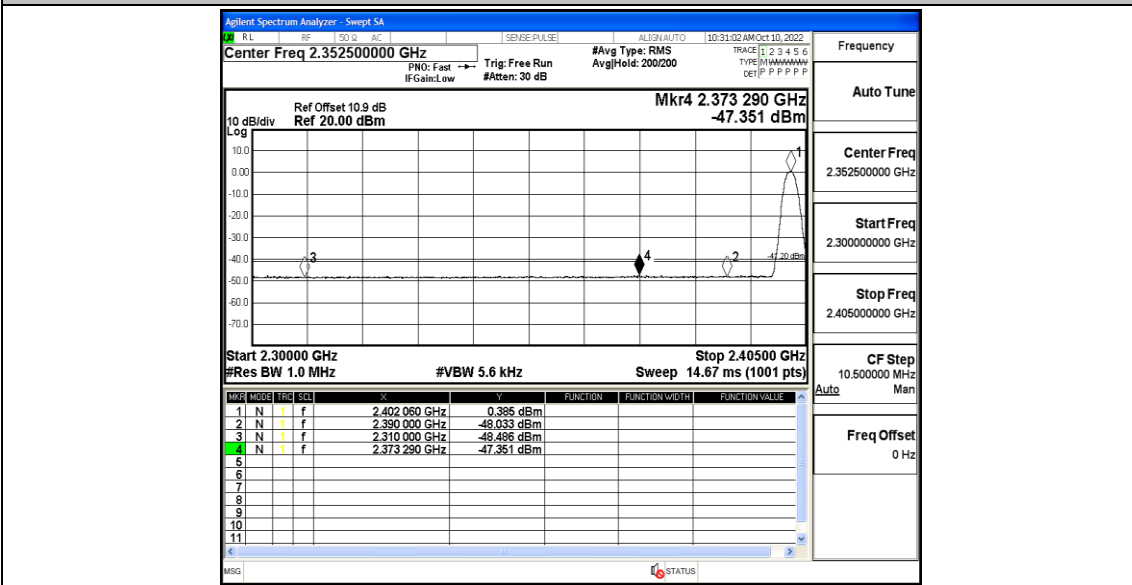 Agilent Spectrum Analyzer - Swept SA
RL RF 50 Ω AC SENSE:PULSE ALIGN AUTO 10:31:02 AM Oct 10, 2022
Center Freq 2.352500000 GHz
PNO: Fast
IFGain:Low
Trig: Free Run
#Atten: 30 dB
#Avg Type: RMS
Avg|Hold: 200/200
TRACE 1 2 3 4 5 6
TYPE M W W W W W
DET P P P P P P
Ref Offset 10.9 dB
10 dB/div Ref 20.00 dBm
Log
Mkr4 2.373 290 GHz
-47.351 dBm
10.0
0.00
-10.0
-20.0
-30.0
-40.0
-50.0
-60.0
-70.0
1
3
4
2
-41.20 dBm
Start 2.30000 GHz Stop 2.40500 GHz
#Res BW 1.0 MHz #VBW 5.6 kHz Sweep 14.67 ms (1001 pts)
MKR MODE TRC SCL X Y FUNCTION FUNCTION WIDTH FUNCTION VALUE
1 N 1 f 2.402 060 GHz 0.385 dBm
2 N 1 f 2.390 000 GHz -48.033 dBm
3 N 1 f 2.310 000 GHz -48.486 dBm
4 N 1 f 2.373 290 GHz -47.351 dBm
5
6
7
8
9
10
11
MSG STATUS
Frequency
Auto Tune
Center Freq
2.352500000 GHz
Start Freq
2.300000000 GHz
Stop Freq
2.405000000 GHz
CF Step
10.500000 MHz
Auto Man
Freq Offset
0 Hz